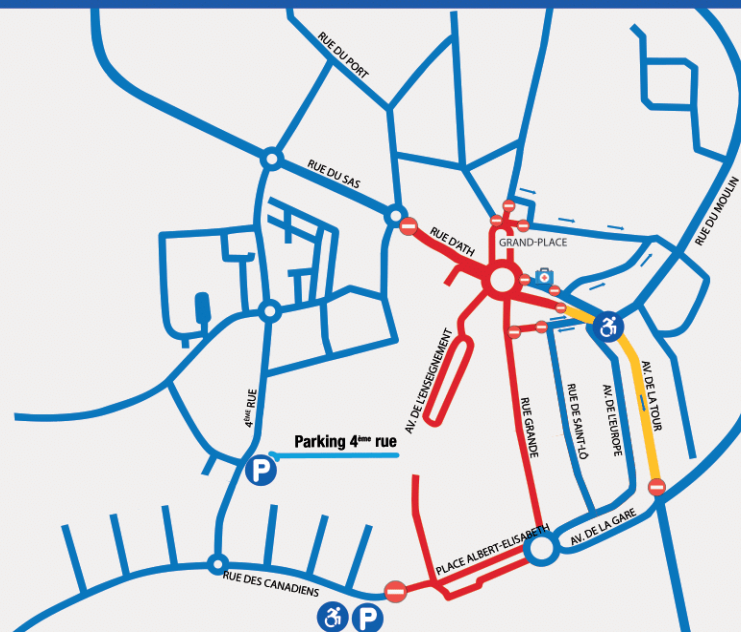 RUE DU PORT
RUE DU SAS
RUE D'ATH
GRAND-PLACE
RUE DU MOULIN
AV. DE L'ENSEIGNEMENT
4ÈME RUE
Parking 4ème rue
P
RUE GRANDE
RUE DE SAINT-LÔ
AV. DE L'EUROPE
AV. DE LA TOUR
AV. DE LA GARE
PLACE ALBERT-ELISABETH
RUE DES CANADIENS
P